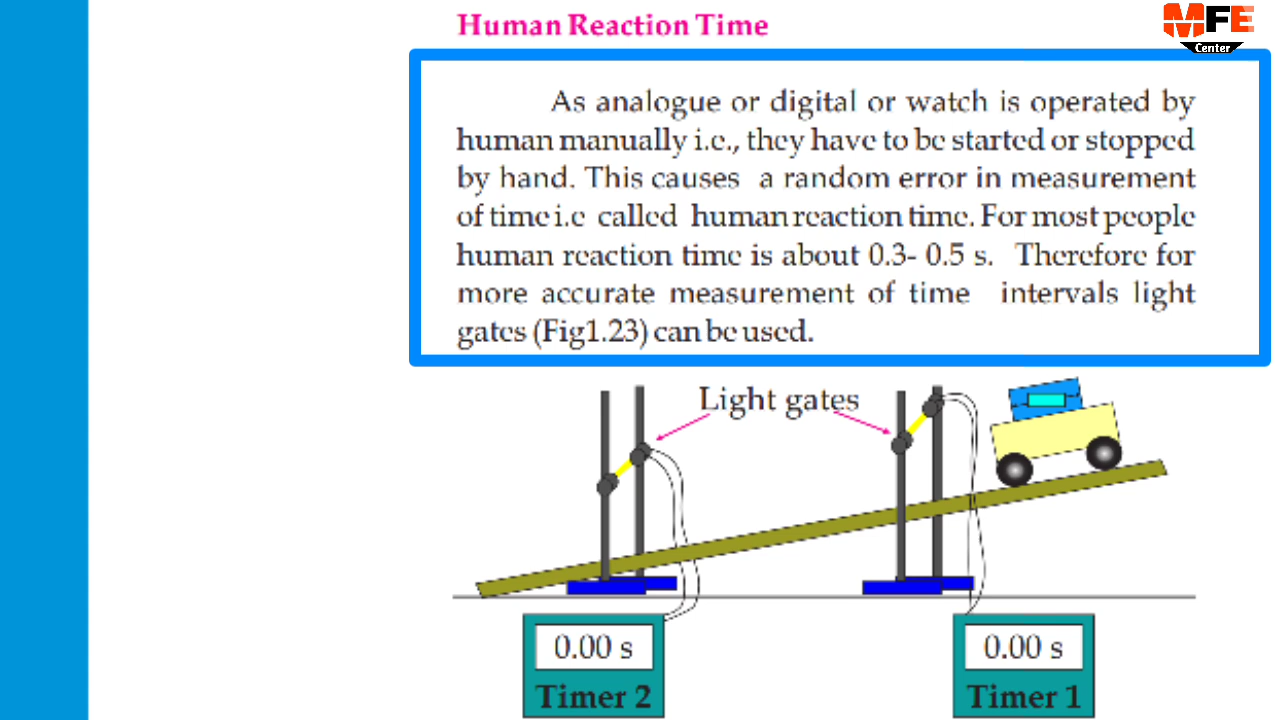 Human Reaction Time
MFE
Center
As analogue or digital or watch is operated by
human manually i.e., they have to be started or stopped
by hand. This causes a random error in measurement
of time i.e called human reaction time. For most people
human reaction time is about 0.3- 0.5 s. Therefore for
more accurate measurement of time intervals light
gates (Fig1.23) can be used.
Light gates
0.00 s
Timer 2
0.00 s
Timer 1